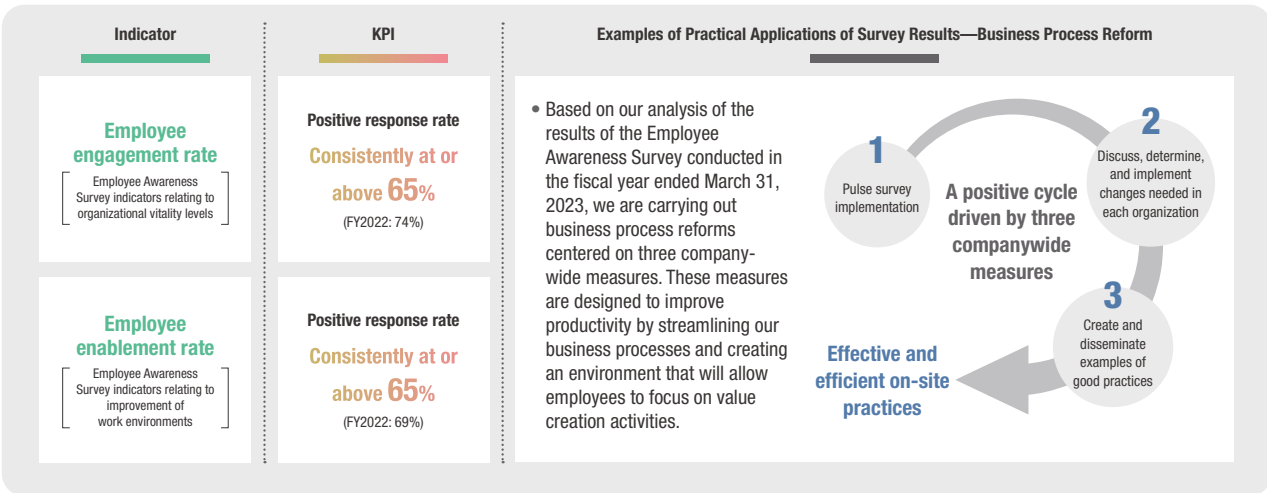 Indicator
KPI
Examples of Practical Applications of Survey Results—Business Process Reform
Employee
engagement rate
Employee Awareness
Survey indicators relating to
organizational vitality levels
Positive response rate
Consistently at or
above 65%
(FY2022: 74%)
Employee
enablement rate
Employee Awareness
Survey indicators relating to
improvement of
work environments
Positive response rate
Consistently at or
above 65%
(FY2022: 69%)
• Based on our analysis of the
results of the Employee
Awareness Survey conducted in
the fiscal year ended March 31,
2023, we are carrying out
business process reforms
centered on three company-
wide measures. These measures
are designed to improve
productivity by streamlining our
business processes and creating
an environment that will allow
employees to focus on value
creation activities.
1
Pulse survey
implementation
2
Discuss, determine,
and implement
changes needed in
each organization
A positive cycle
driven by three
companywide
measures
3
Create and
disseminate
examples of
good practices
Effective and
efficient on-site
practices